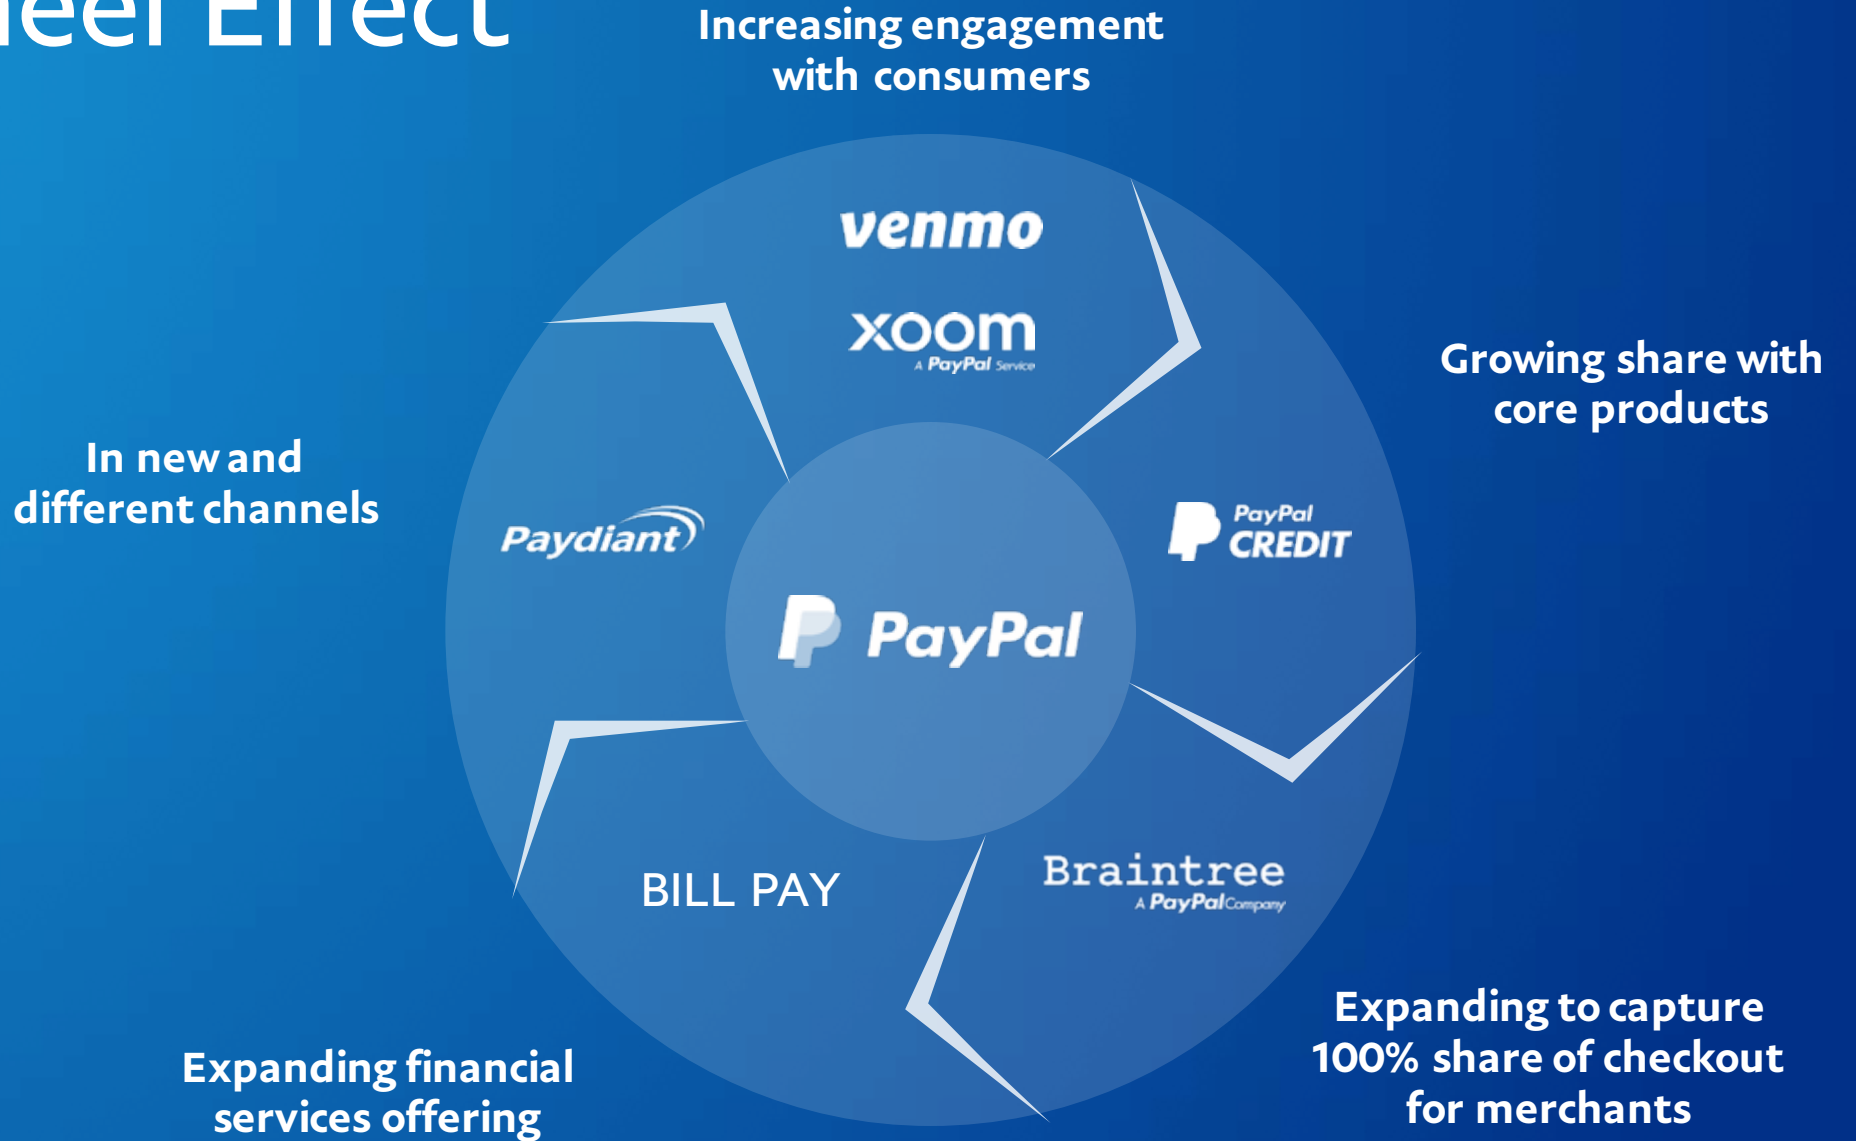 Effect
Increasing engagement
with consumers
venmo
xoom
A PayPal Service
Growing share with
core products
In new and
different channels
Paydiant
PayPal
CREDIT
PayPal
BILL PAY
Braintree
A PayPal Company
Expanding to capture
100% share of checkout
for merchants
Expanding financial
services offering